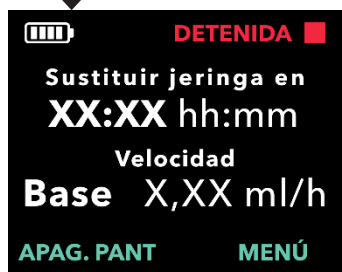 DETENIDA
Sustituir jeringa en
XX:XX hh:mm
Velocidad
Base X,XX ml/h
APAG. PANT MENÚ